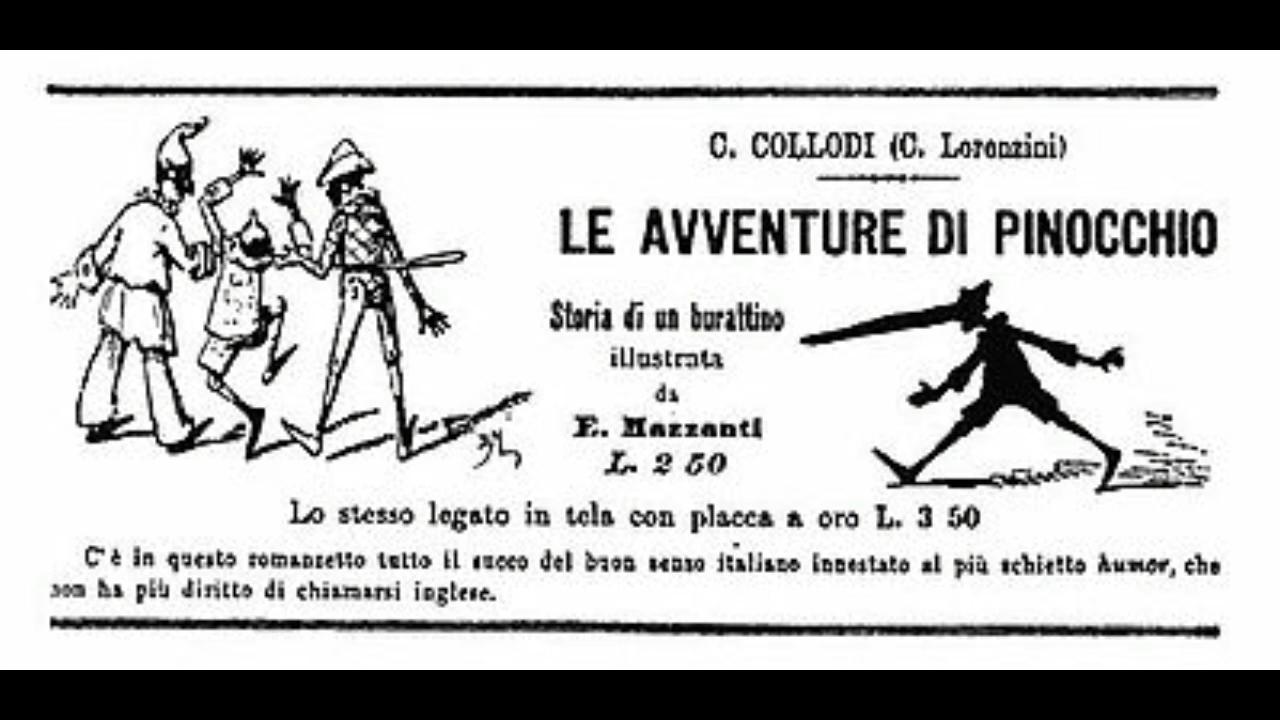 C. COLLODI (C. Lorenzini)
LE AVVENTURE DI PINOCCHIO
Storia di un burattino
illustrata
da
E. Mazzanti
L. 2 50
Lo stesso legato in tela con placca a oro L. 3 50
C'è in questo romanzetto tutto il succo del buon senso italiano innestato al più schietto humor, che
non ha più diritto di chiamarsi inglese.